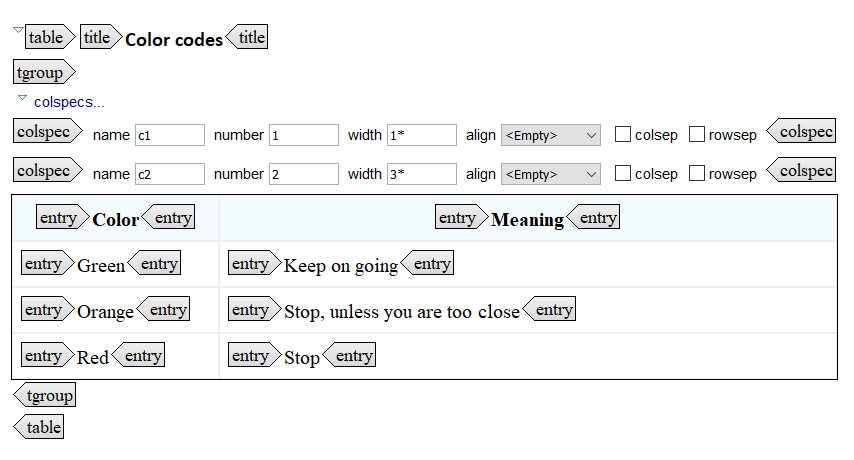 table title Color codes title
tgroup
colspecs...
colspec name c1 number 1 width 1* align <Empty> colsep rowsep colspec
colspec name c2 number 2 width 3* align <Empty> colsep rowsep colspec
entry Color entry entry Meaning entry
entry Green entry entry Keep on going entry
entry Orange entry entry Stop, unless you are too close entry
entry Red entry entry Stop entry
tgroup
table